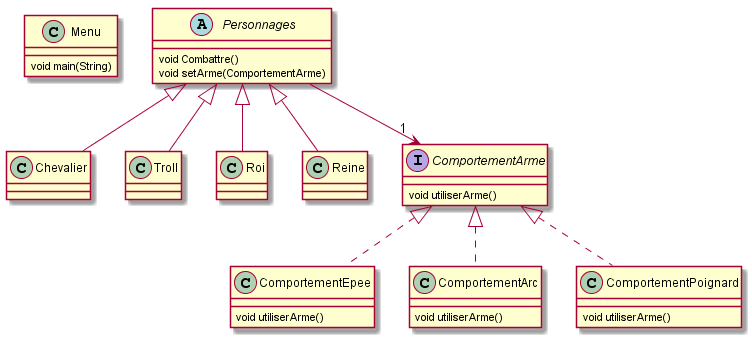 C Menu
void main(String)
A Personnages
void Combattre()
void setArme(ComportementArme)
1
C Chevalier
C Troll
C Roi
C Reine
I ComportementArme
void utiliserArme()
C ComportementEpee
void utiliserArme()
C ComportementArc
void utiliserArme()
C ComportementPoignard
void utiliserArme()